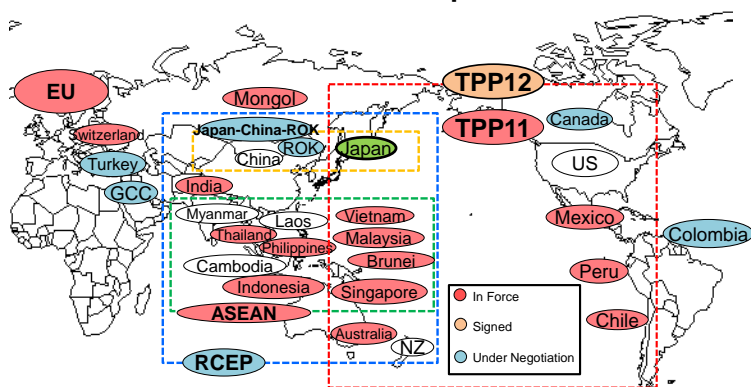 EU
TPP12
Mongol
Switzerland
Japan-China-ROK
TPP11
Canada
Turkey
China
ROK
Japan
US
GCC
India
Myanmar
Laos
Vietnam
Mexico
Thailand
Philippines
Malaysia
Colombia
Cambodia
Brunei
Peru
Indonesia
Singapore
In Force
ASEAN
Signed
Chile
Australia
NZ
RCEP
Under Negotiation